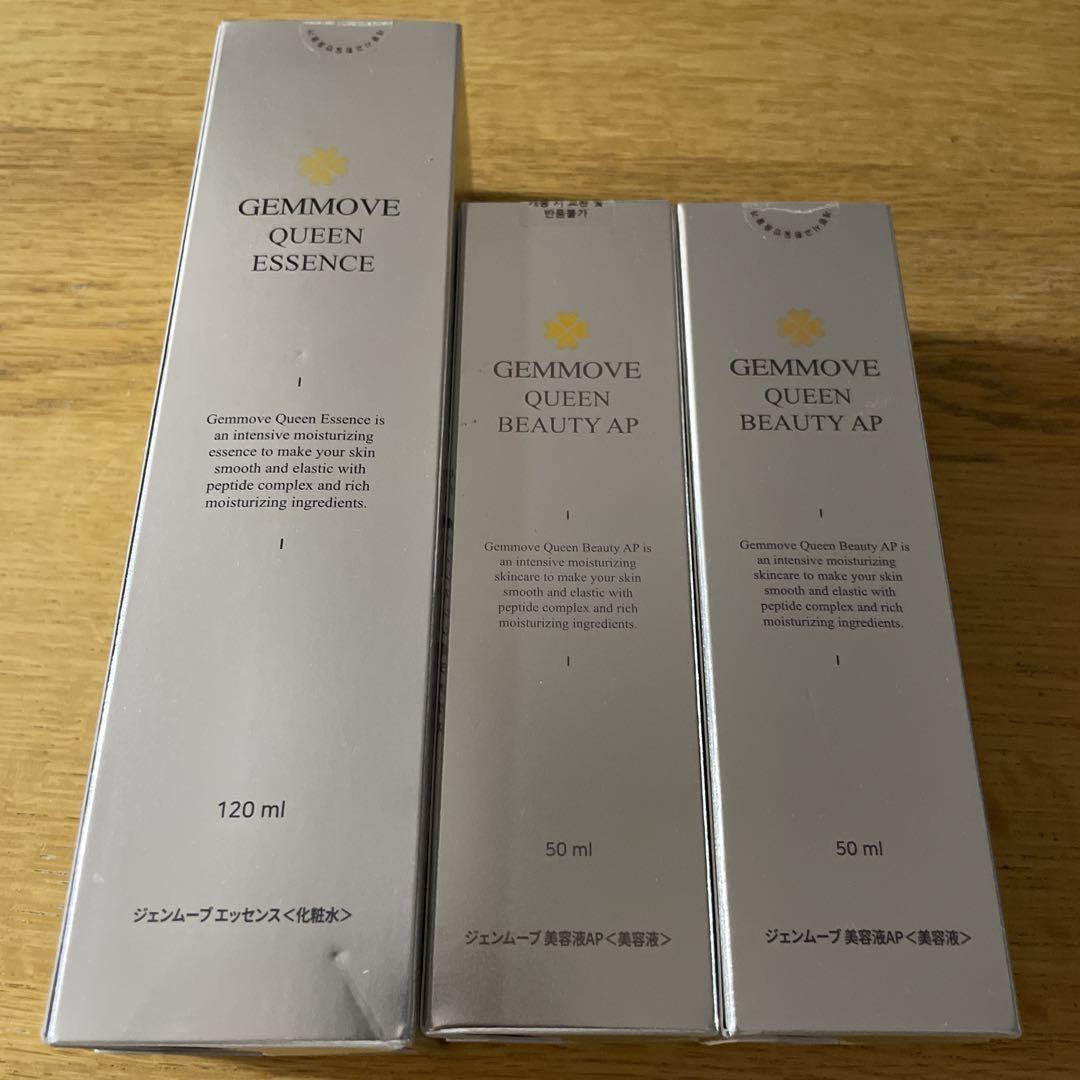 GEMMOVE
QUEEN
ESSENCE
Gemmove Queen Essence is
an intensive moisturizing
essence to make your skin
smooth and elastic with
peptide complex and rich
moisturizing ingredients.
120 ml
ジェンムーブ エッセンス<化粧水>
반품불가
GEMMOVE
QUEEN
BEAUTY AP
Gemmove Queen Beauty AP is
an intensive moisturizing
skincare to make your skin
smooth and elastic with
peptide complex and rich
moisturizing ingredients.
50 ml
ジェンムーブ 美容液AP<美容液>
GEMMOVE
QUEEN
BEAUTY AP
Gemmove Queen Beauty AP is
an intensive moisturizing
skincare to make your skin
smooth and elastic with
peptide complex and rich
moisturizing ingredients.
50 ml
ジェンムーブ 美容液AP<美容液>